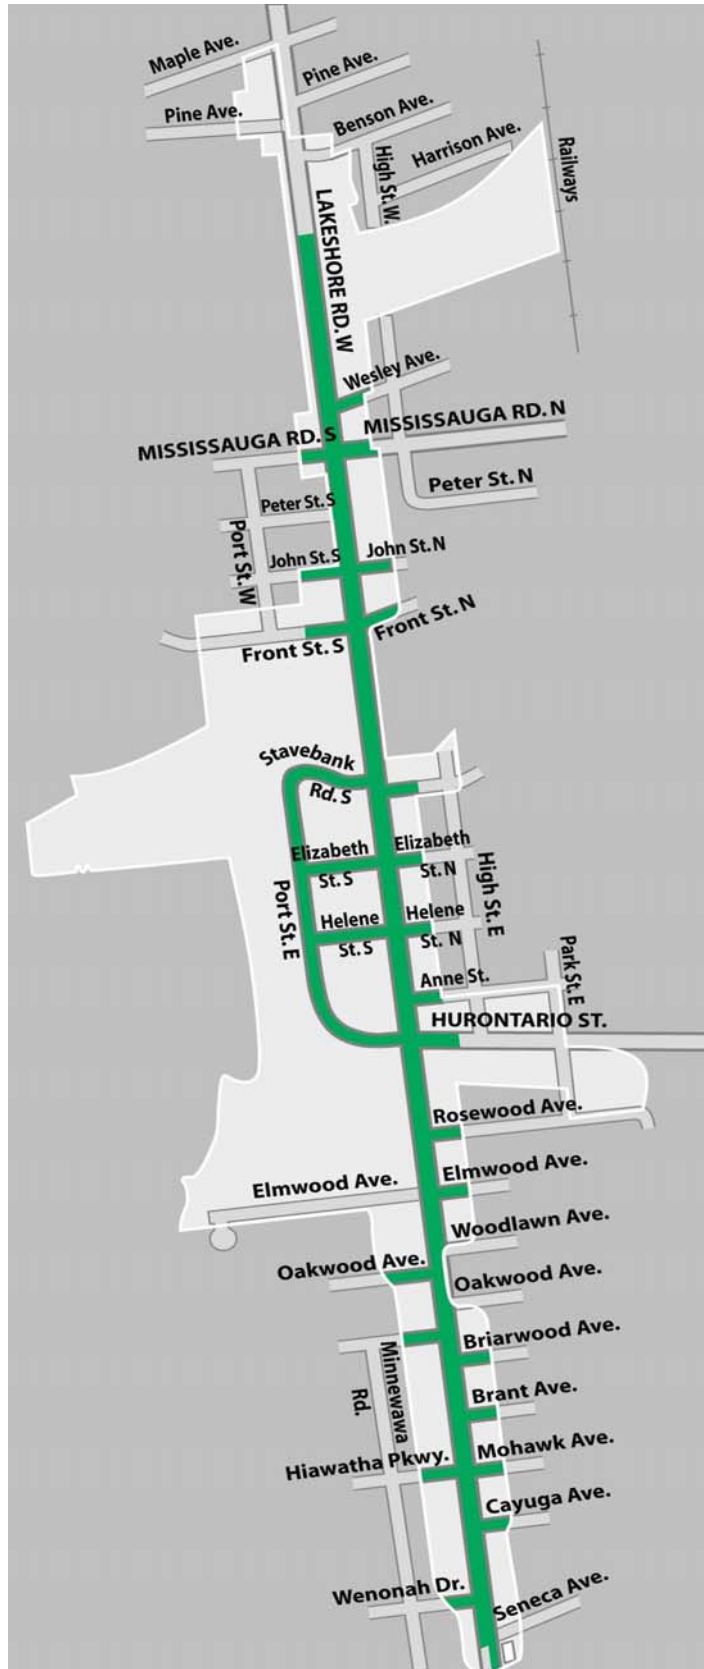 Maple Ave.
Pine Ave.
Pine Ave.
Benson Ave.
High St. W.
Harrison Ave.
Railways
LAKESHORE RD. W
Wesley Ave.
MISSISSAUGA RD. N
MISSISSAUGA RD. S
Peter St. N
Peter St. S
Port St. W
John St. N
John St. S
Front St. N
Front St. S
Stavebank
Rd. S
Elizabeth
St. S
Elizabeth
St. N
Port St. E
High St. E
Helene
St. S
Helene
St. N
Anne St.
Park St. E
HURONTARIO ST.
Rosewood Ave.
Elmwood Ave.
Elmwood Ave.
Woodlawn Ave.
Oakwood Ave.
Oakwood Ave.
Briarwood Ave.
Minnewawa
Rd.
Brant Ave.
Mohawk Ave.
Hiawatha Pkwy.
Cayuga Ave.
Wenonah Dr.
Seneca Ave.